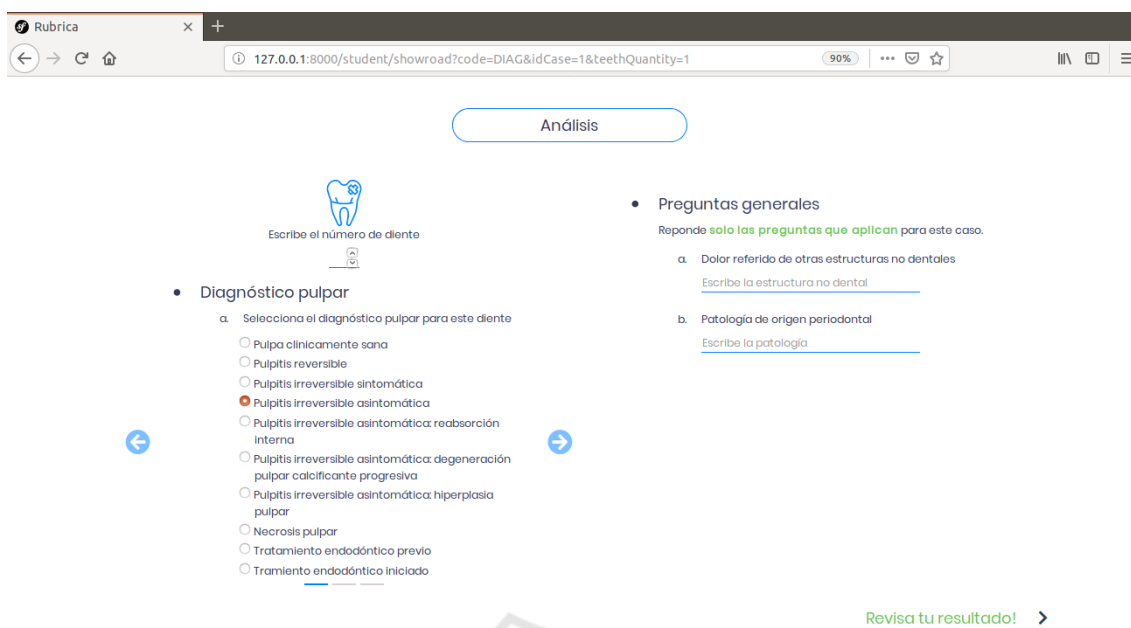 Rubrica
127.0.0.1:8000/student/showroad?code=DIAG&idCase=1&teethQuantity=1
90%
Análisis
Escribe el número de diente
Diagnóstico pulpar
a. Selecciona el diagnóstico pulpar para este diente
Pulpa clinicamente sana
Pulpitis reversible
Pulpitis irreversible sintomática
Pulpitis irreversible asintomática
Pulpitis irreversible asintomática: reabsorción
interna
Pulpitis irreversible asintomática: degeneración
pulpar calcificante progresiva
Pulpitis irreversible asintomática: hiperplasia
pulpar
Necrosis pulpar
Tratamiento endodóntico previo
Tramiento endodóntico iniciado
Preguntas generales
Reponde solo las preguntas que aplican para este caso.
a. Dolor referido de otras estructuras no dentales
Escribe la estructura no dental
b. Patología de origen periodontal
Escribe la patología
Revisa tu resultado!